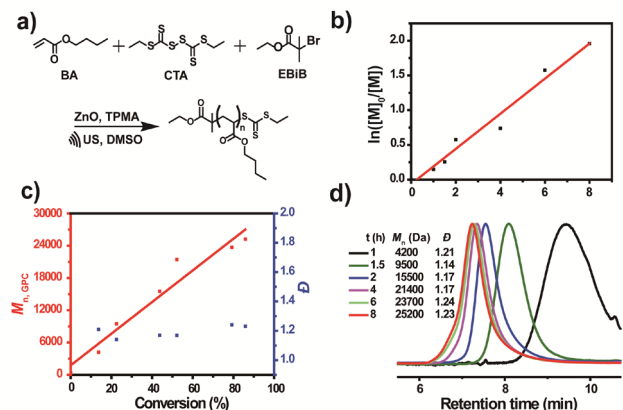 a)
BA + CTA + EBiB
ZnO, TPMA
US, DMSO
b)
ln([M]0/[M])
2.0
1.5
1.0
0.5
0.0
0 2 4 6 8
c)
Mn, GPC
30000
24000
18000
12000
6000
0
2.0
1.8
1.6
1.4
1.2
1.0
Đ
0 20 40 60 80 100
Conversion (%)
d)
t (h) Mn (Da) Đ
1 4200 1.21
1.5 9500 1.14
2 15500 1.17
4 21400 1.17
6 23700 1.24
8 25200 1.23
6 8 10
Retention time (min)